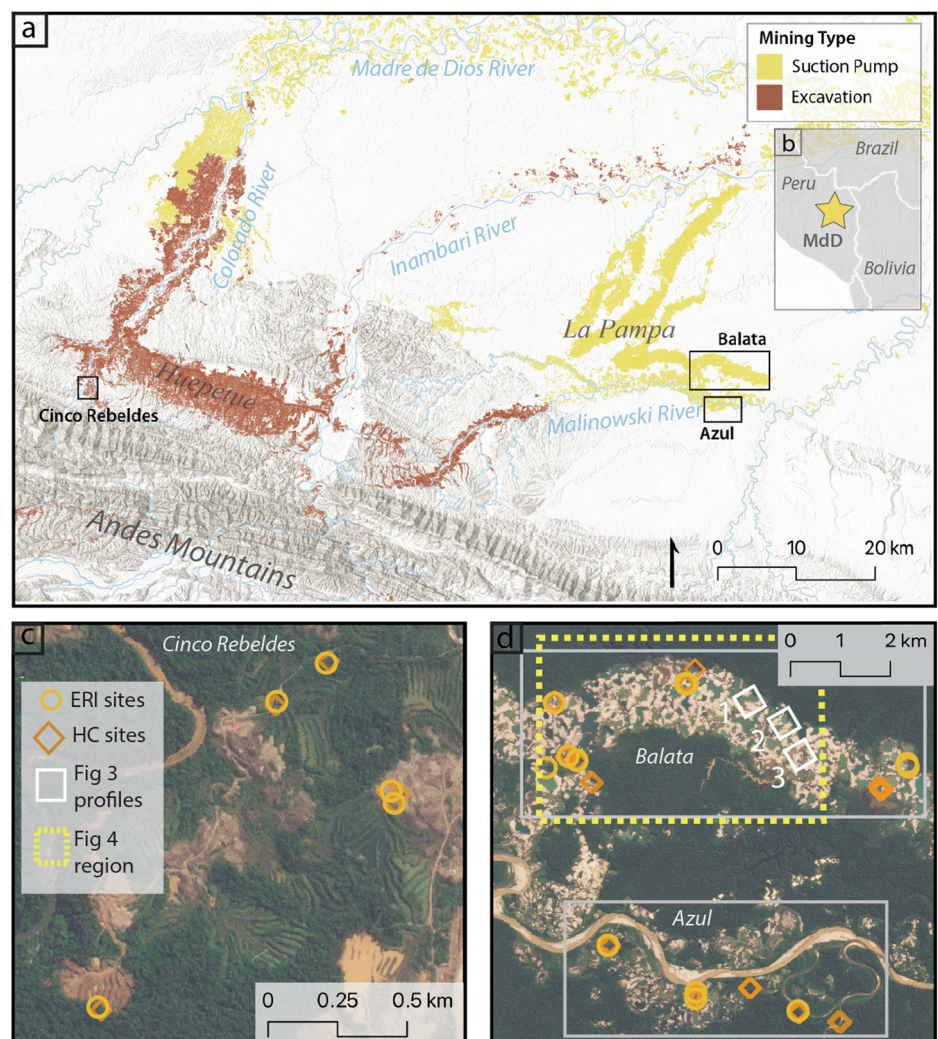 a
Madre de Dios River
Mining Type
Suction Pump
Excavation
b
Brazil
Peru
MdD
Bolivia
Colorado River
Inambari River
La Pampa
Balata
Huepetue
Cinco Rebeldes
Malinowski River
Azul
Andes Mountains
0 10 20 km
c
Cinco Rebeldes
ERI sites
HC sites
Fig 3
profiles
Fig 4
region
0 0.25 0.5 km
d
0 1 2 km
1
2
3
Balata
Azul